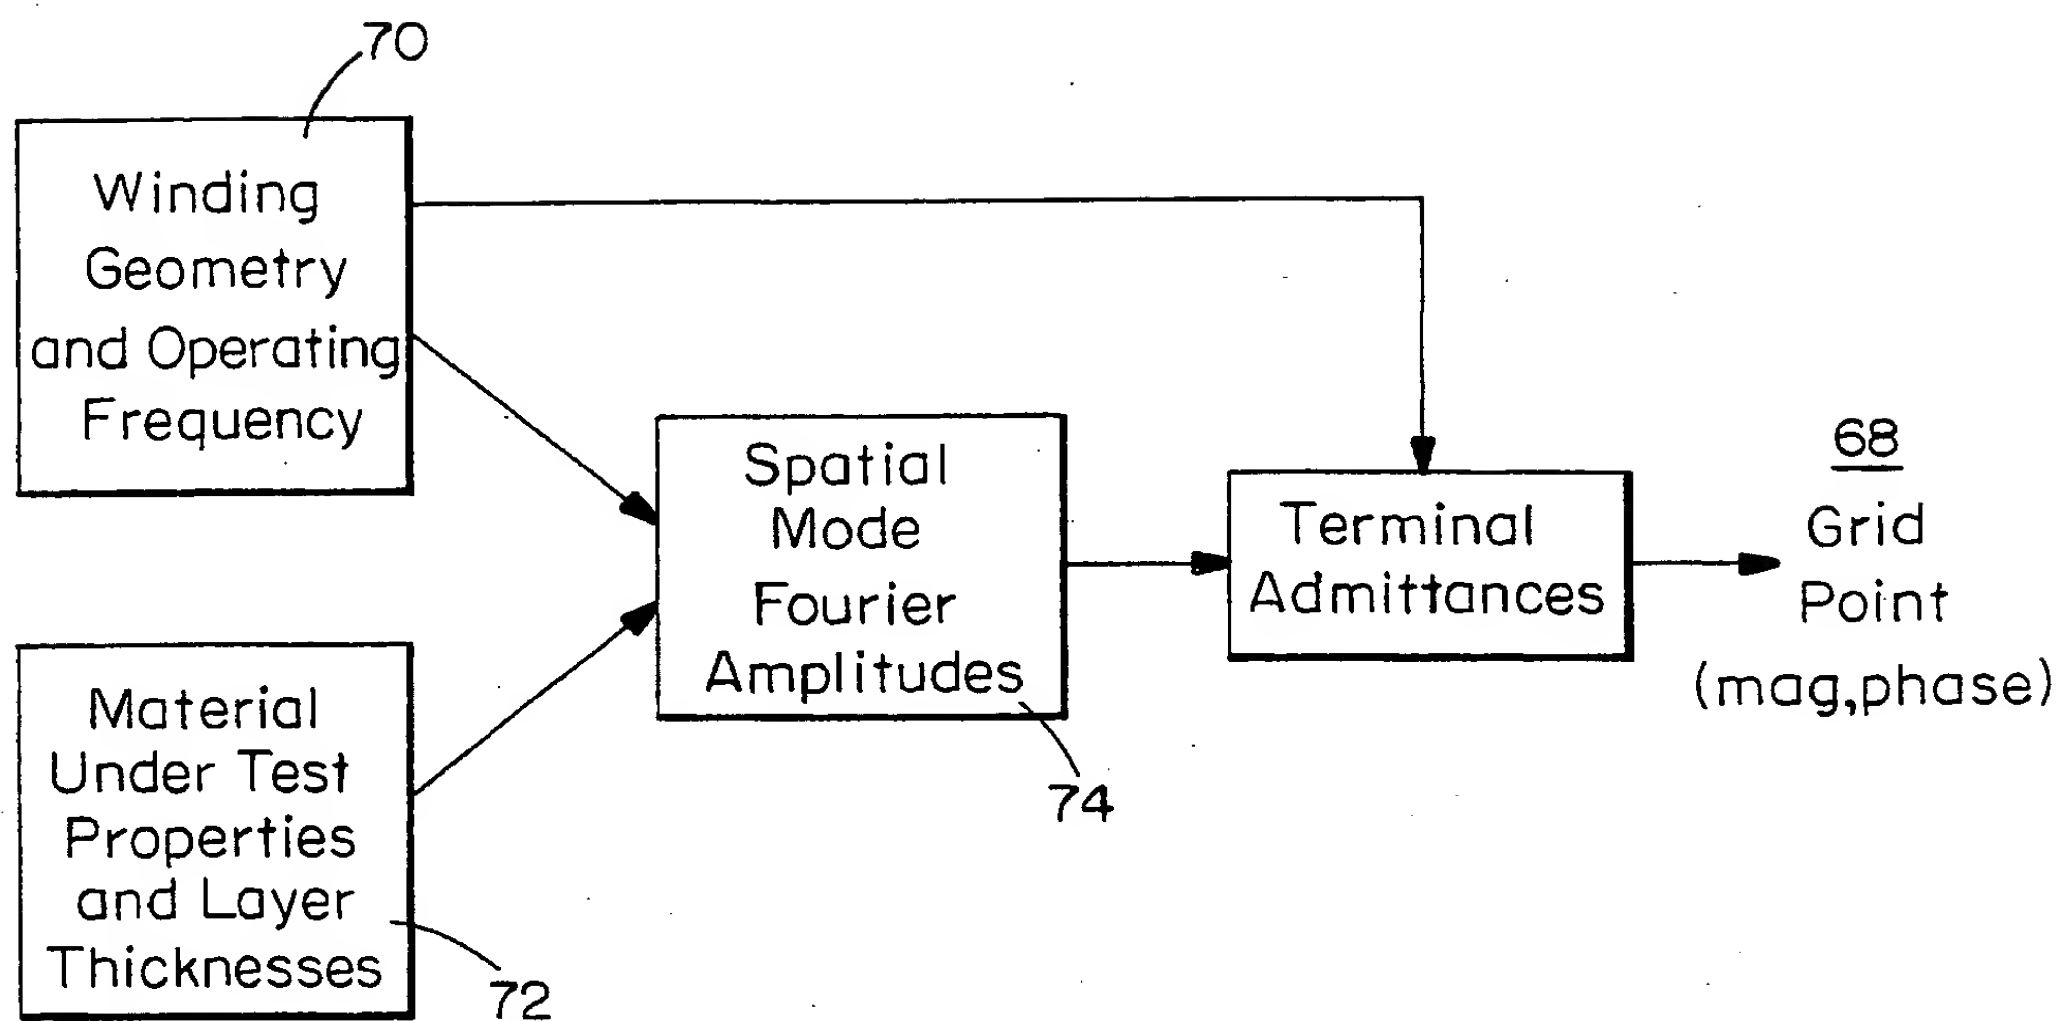 70
Winding
Geometry
and Operating
Frequency
Material
Under Test
Properties
and Layer
Thicknesses
72
Spatial
Mode
Fourier
Amplitudes
74
Terminal
Admittances
68
Grid
Point
(mag,phase)